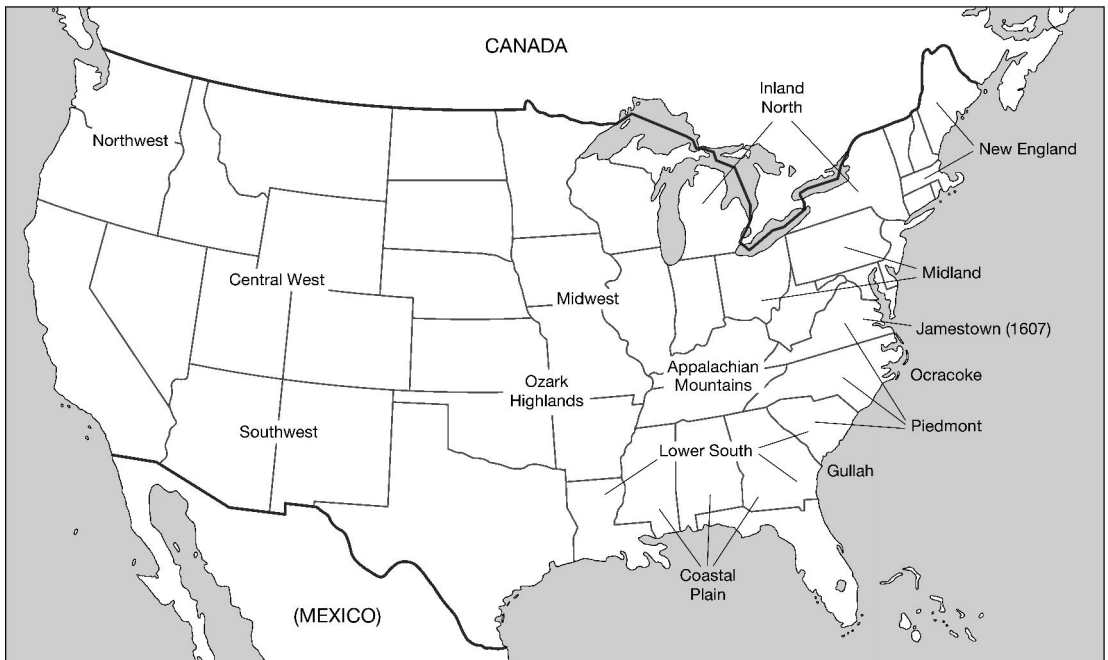 CANADA
Inland
North
Northwest
New England
Central West
Midwest
Midland
Jamestown (1607)
Appalachian
Mountains
Ocracoke
Ozark
Highlands
Southwest
Piedmont
Lower South
Gullah
Coastal
Plain
(MEXICO)